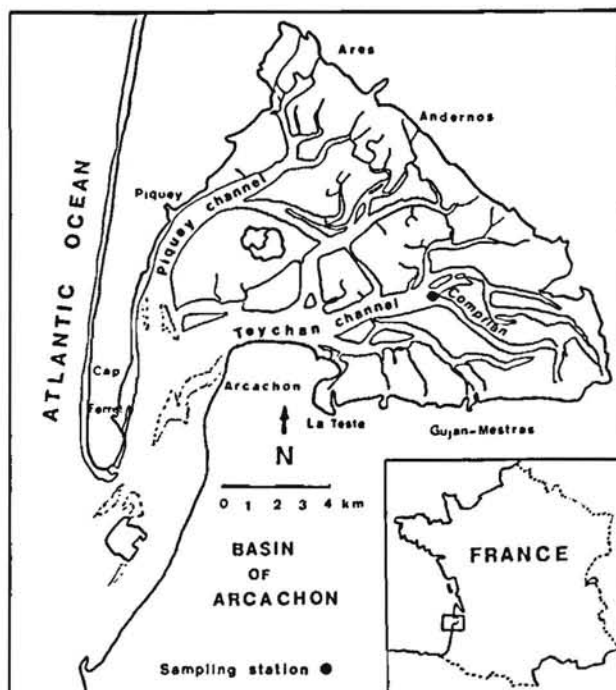 Ares
Andernos
Piquey
Piquey channel
ATLANTIC OCEAN
Teychan channel
Comprian
Cap
Ferret
Arcachon
La Teste
Gujan-Mestras
N
0 1 2 3 4 km
BASIN
OF
ARCACHON
FRANCE
Sampling station